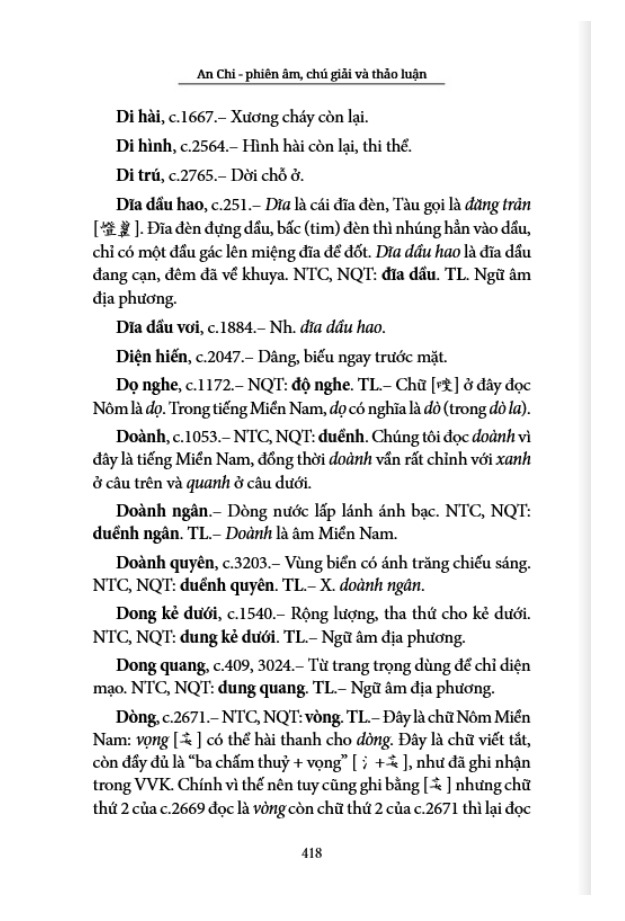 An Chi - phiên âm, chú giải và thảo luận
Di hài, c.1667.– Xương cháy còn lại.
Di hình, c.2564.– Hình hài còn lại, thi thể.
Di trú, c.2765.– Dời chỗ ở.
Dĩa dầu hao, c.251.– Dĩa là cái đĩa đèn, Tàu gọi là đăng trản
[ ]. Đĩa đèn đựng dầu, bấc (tim) đèn thì nhúng hẳn vào dầu,
chỉ có một đầu gác lên miệng đĩa để đốt. Dĩa dầu hao là đĩa dầu
đang cạn, đêm đã về khuya. NTC, NQT: đĩa dầu. TL. Ngữ âm
địa phương.
Dĩa dầu vơi, c.1884.– Nh. dĩa dầu hao.
Diện hiến, c.2047.– Dâng, biếu ngay trước mặt.
Dọ nghe, c.1172.– NQT: độ nghe. TL.– Chữ [ ] ở đây đọc
Nôm là dọ. Trong tiếng Miền Nam, dọ có nghĩa là dò (trong dò la).
Doành, c.1053.– NTC, NQT: duềnh. Chúng tôi đọc doành vì
đây là tiếng Miền Nam, đồng thời doành vần rất chỉnh với xanh
ở câu trên và quanh ở câu dưới.
Doành ngân.– Dòng nước lấp lánh ánh bạc. NTC, NQT:
duềnh ngân. TL.– Doành là âm Miền Nam.
Doành quyên, c.3203.– Vùng biển có ánh trăng chiếu sáng.
NTC, NQT: duềnh quyên. TL.– X. doành ngân.
Dong kẻ dưới, c.1540.– Rộng lượng, tha thứ cho kẻ dưới.
NTC, NQT: dung kẻ dưới. TL.– Ngữ âm địa phương.
Dong quang, c.409, 3024.– Từ trang trọng dùng để chỉ diện
mạo. NTC, NQT: dung quang. TL.– Ngữ âm địa phương.
Dòng, c.2671.– NTC, NQT: vòng. TL.– Đây là chữ Nôm Miền
Nam: vọng [ ] có thể hài thanh cho dòng. Đây là chữ viết tắt,
còn đầy đủ là “ba chấm thuỷ + vọng” [ + ], như đã ghi nhận
trong VVK. Chính vì thế nên tuy cũng ghi bằng [ ] nhưng chữ
thứ 2 của c.2669 đọc là vòng còn chữ thứ 2 của c.2671 thì lại đọc
418